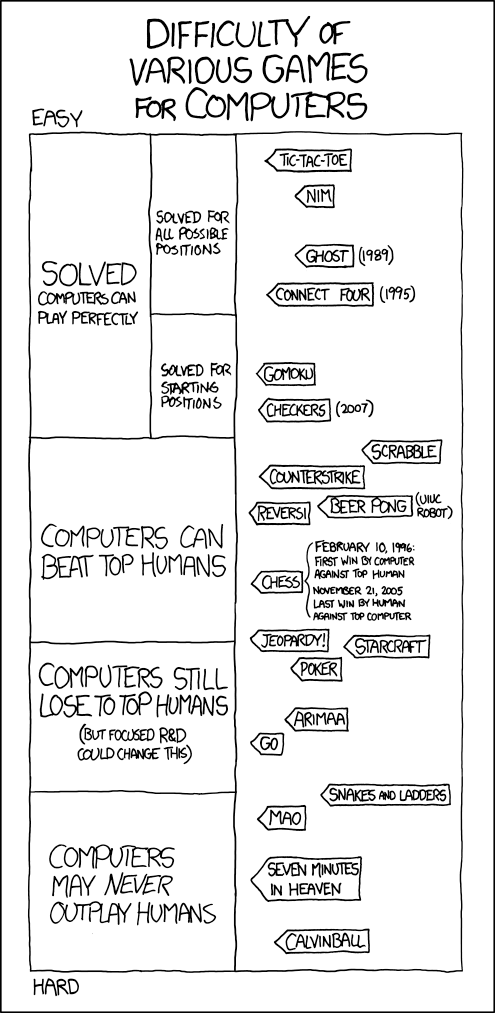 DIFFICULTY OF
VARIOUS GAMES
FOR COMPUTERS
EASY
SOLVED
COMPUTERS CAN
PLAY PERFECTLY
SOLVED FOR
ALL POSSIBLE
POSITIONS
TIC-TAC-TOE
NIM
GHOST (1989)
CONNECT FOUR (1995)
SOLVED FOR
STARTING
POSITIONS
GOMOKU
CHECKERS (2007)
COMPUTERS CAN
BEAT TOP HUMANS
SCRABBLE
COUNTERSTRIKE
REVERSI
BEER PONG (UIUC
ROBOT)
CHESS
FEBRUARY 10, 1996:
FIRST WIN BY COMPUTER
AGAINST TOP HUMAN
NOVEMBER 21, 2005
LAST WIN BY HUMAN
AGAINST TOP COMPUTER
COMPUTERS STILL
LOSE TO TOP HUMANS
(BUT FOCUSED R&D
COULD CHANGE THIS)
JEOPARDY!
STARCRAFT
POKER
ARIMAA
GO
COMPUTERS
MAY NEVER
OUTPLAY HUMANS
SNAKES AND LADDERS
MAO
SEVEN MINUTES
IN HEAVEN
CALVINBALL
HARD